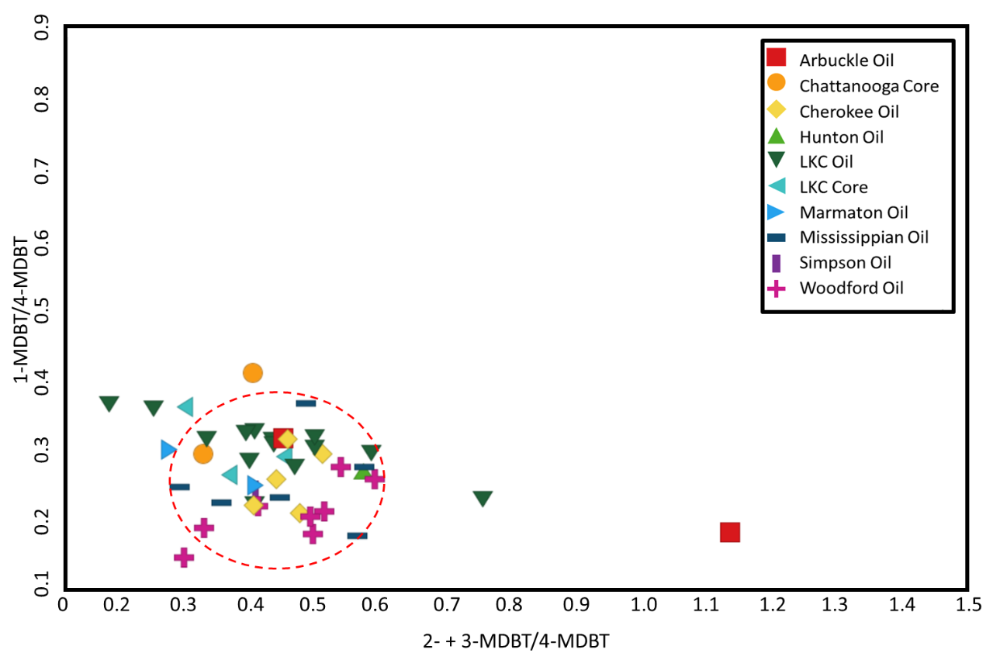 0.9
0.8
0.7
0.6
0.5
0.4
0.3
0.2
0.1
1-MDBT/4-MDBT
Arbuckle Oil
Chattanooga Core
Cherokee Oil
Hunton Oil
LKC Oil
LKC Core
Marmaton Oil
Mississippian Oil
Simpson Oil
Woodford Oil
0 0.2 0.3 0.4 0.5 0.6 0.7 0.8 0.9 1.0 1.1 1.2 1.3 1.4 1.5
2- + 3-MDBT/4-MDBT